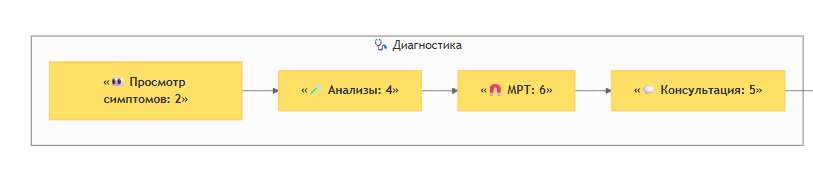 🩺 Диагностика
«👀 Просмотр
симптомов: 2»
«🧪 Анализы: 4»
«🧲 МРТ: 6»
«💬 Консультация: 5»